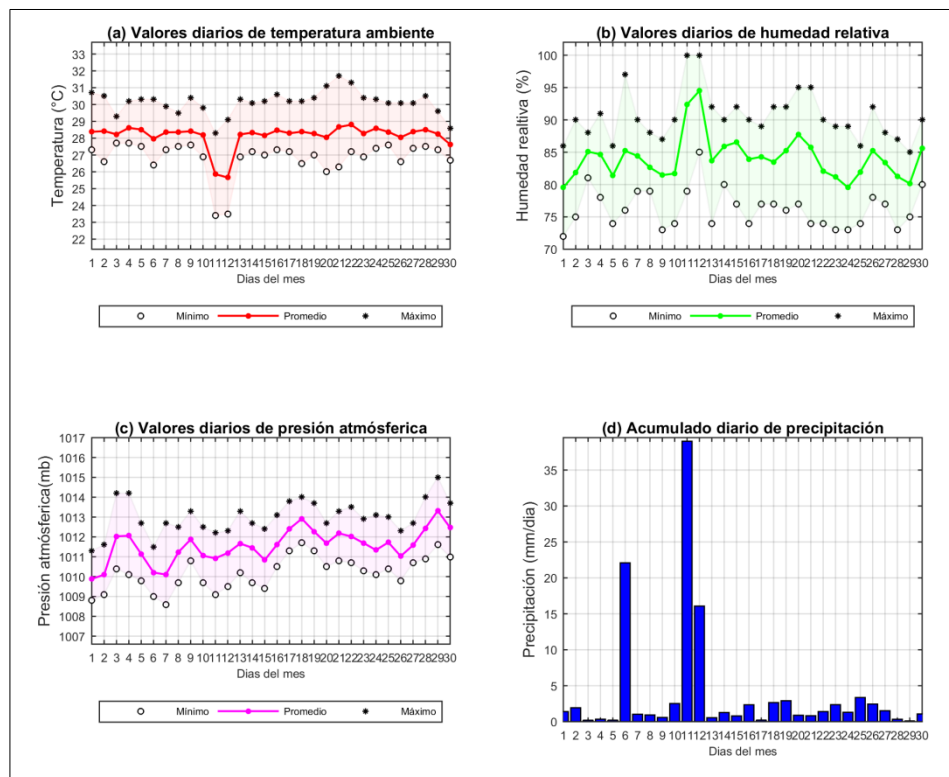 (a) Valores diarios de temperatura ambiente
Temperatura (°C)
33
32
31
30
29
28
27
26
25
24
23
22
1 2 3 4 5 6 7 8 9 10 11 12 13 14 15 16 17 18 19 20 21 22 23 24 25 26 27 28 29 30
Dias del mes
Mínimo Promedio Máximo
(b) Valores diarios de humedad relativa
Humedad realtiva (%)
100
95
90
85
80
75
70
1 2 3 4 5 6 7 8 9 10 11 12 13 14 15 16 17 18 19 20 21 22 23 24 25 26 27 28 29 30
Dias del mes
Mínimo Promedio Máximo
(c) Valores diarios de presión atmósferica
Presión atmósferica(mb)
1017
1016
1015
1014
1013
1012
1011
1010
1009
1008
1007
1 2 3 4 5 6 7 8 9 10 11 12 13 14 15 16 17 18 19 20 21 22 23 24 25 26 27 28 29 30
Dias del mes
Mínimo Promedio Máximo
(d) Acumulado diario de precipitación
Precipitación (mm/dia)
35
30
25
20
15
10
5
0
1 2 3 4 5 6 7 8 9 10 11 12 13 14 15 16 17 18 19 20 21 22 23 24 25 26 27 28 29 30
Dias del mes